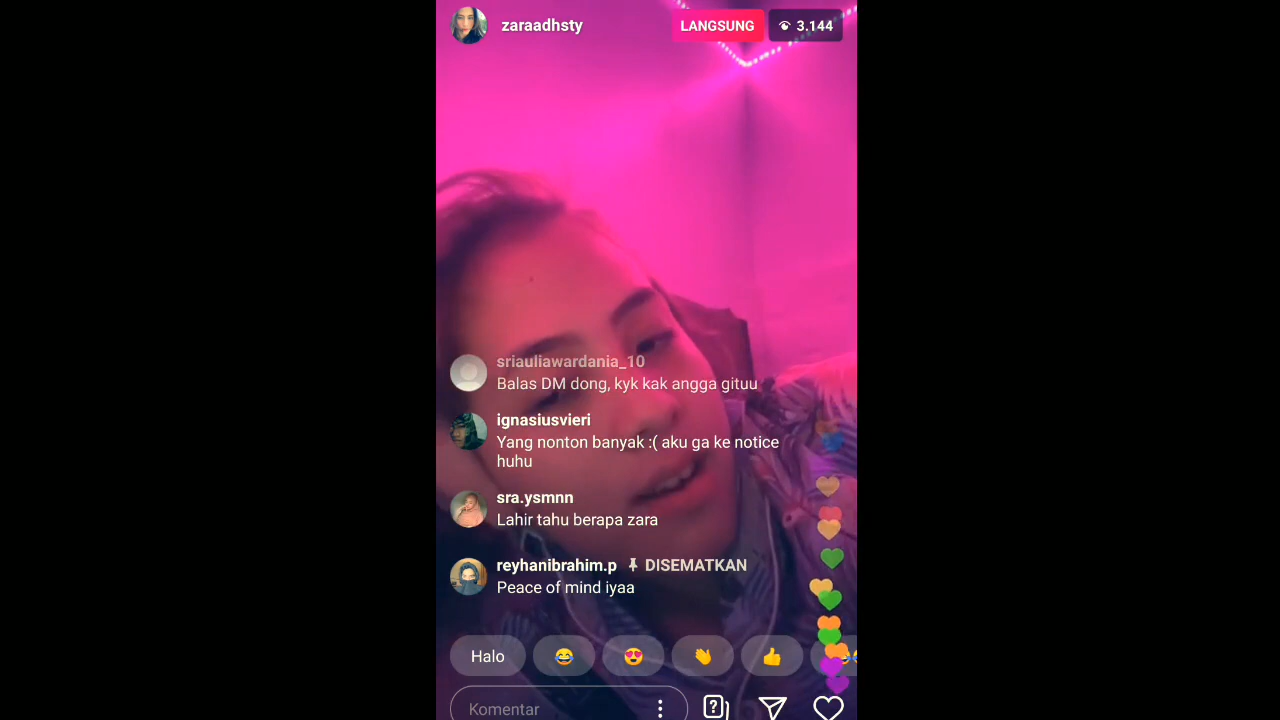 zaraadhsty
LANGSUNG
3.144
sriauliawardania_10
Balas DM dong, kyk kak angga gituu
ignasiusvieri
Yang nonton banyak :( aku ga ke notice
huhu
sra.ysmnn
Lahir tahu berapa zara
reyhanibrahim.p DISEMATKAN
Peace of mind iyaa
Halo
Komentar